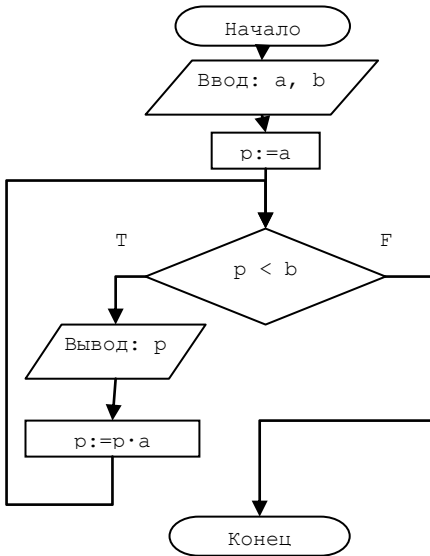 Начало
Ввод: a, b
p:=a
T
F
p < b
Вывод: p
p:=p·a
Конец